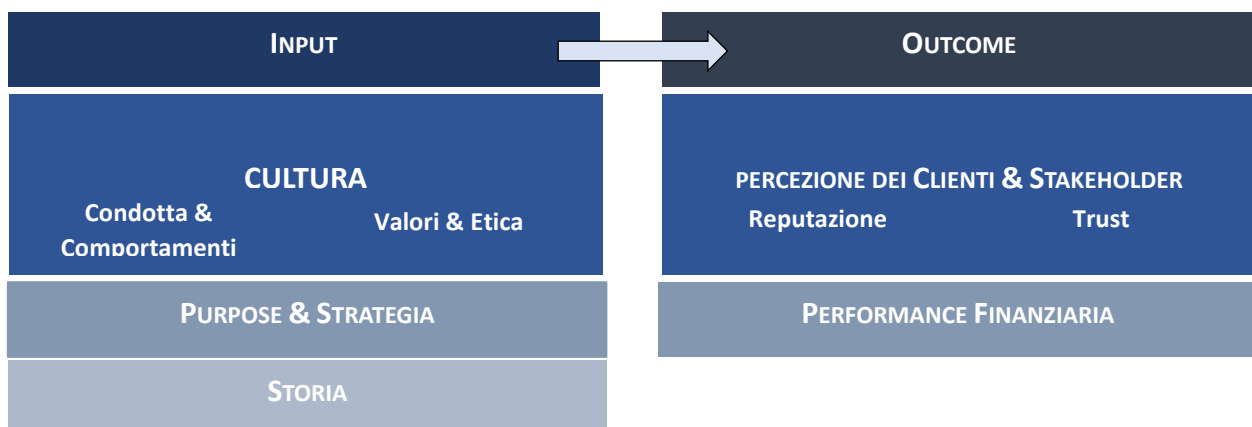 INPUT
OUTCOME
CULTURA
Condotta &
Comportamenti
Valori & Etica
PERCEZIONE DEI CLIENTI & STAKEHOLDER
Reputazione
Trust
PURPOSE & STRATEGIA
PERFORMANCE FINANZIARIA
STORIA